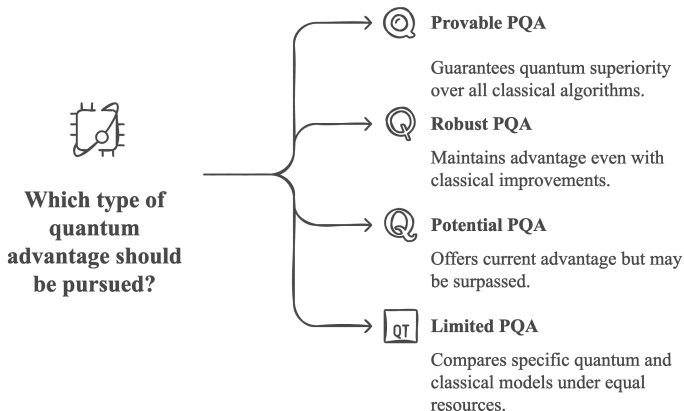 Provable PQA
Guarantees quantum superiority
over all classical algorithms.
Robust PQA
Maintains advantage even with
classical improvements.
Which type of
quantum
advantage should
be pursued?
Potential PQA
Offers current advantage but may
be surpassed.
QT
Limited PQA
Compares specific quantum and
classical models under equal
resources.